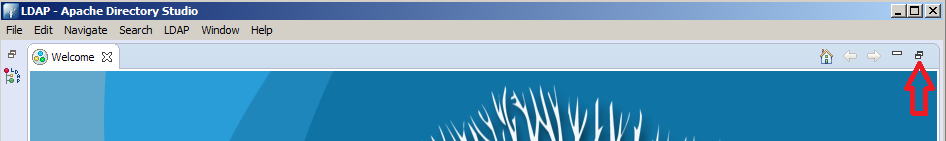 LDAP - Apache Directory Studio
File Edit Navigate Search LDAP Window Help
Welcome